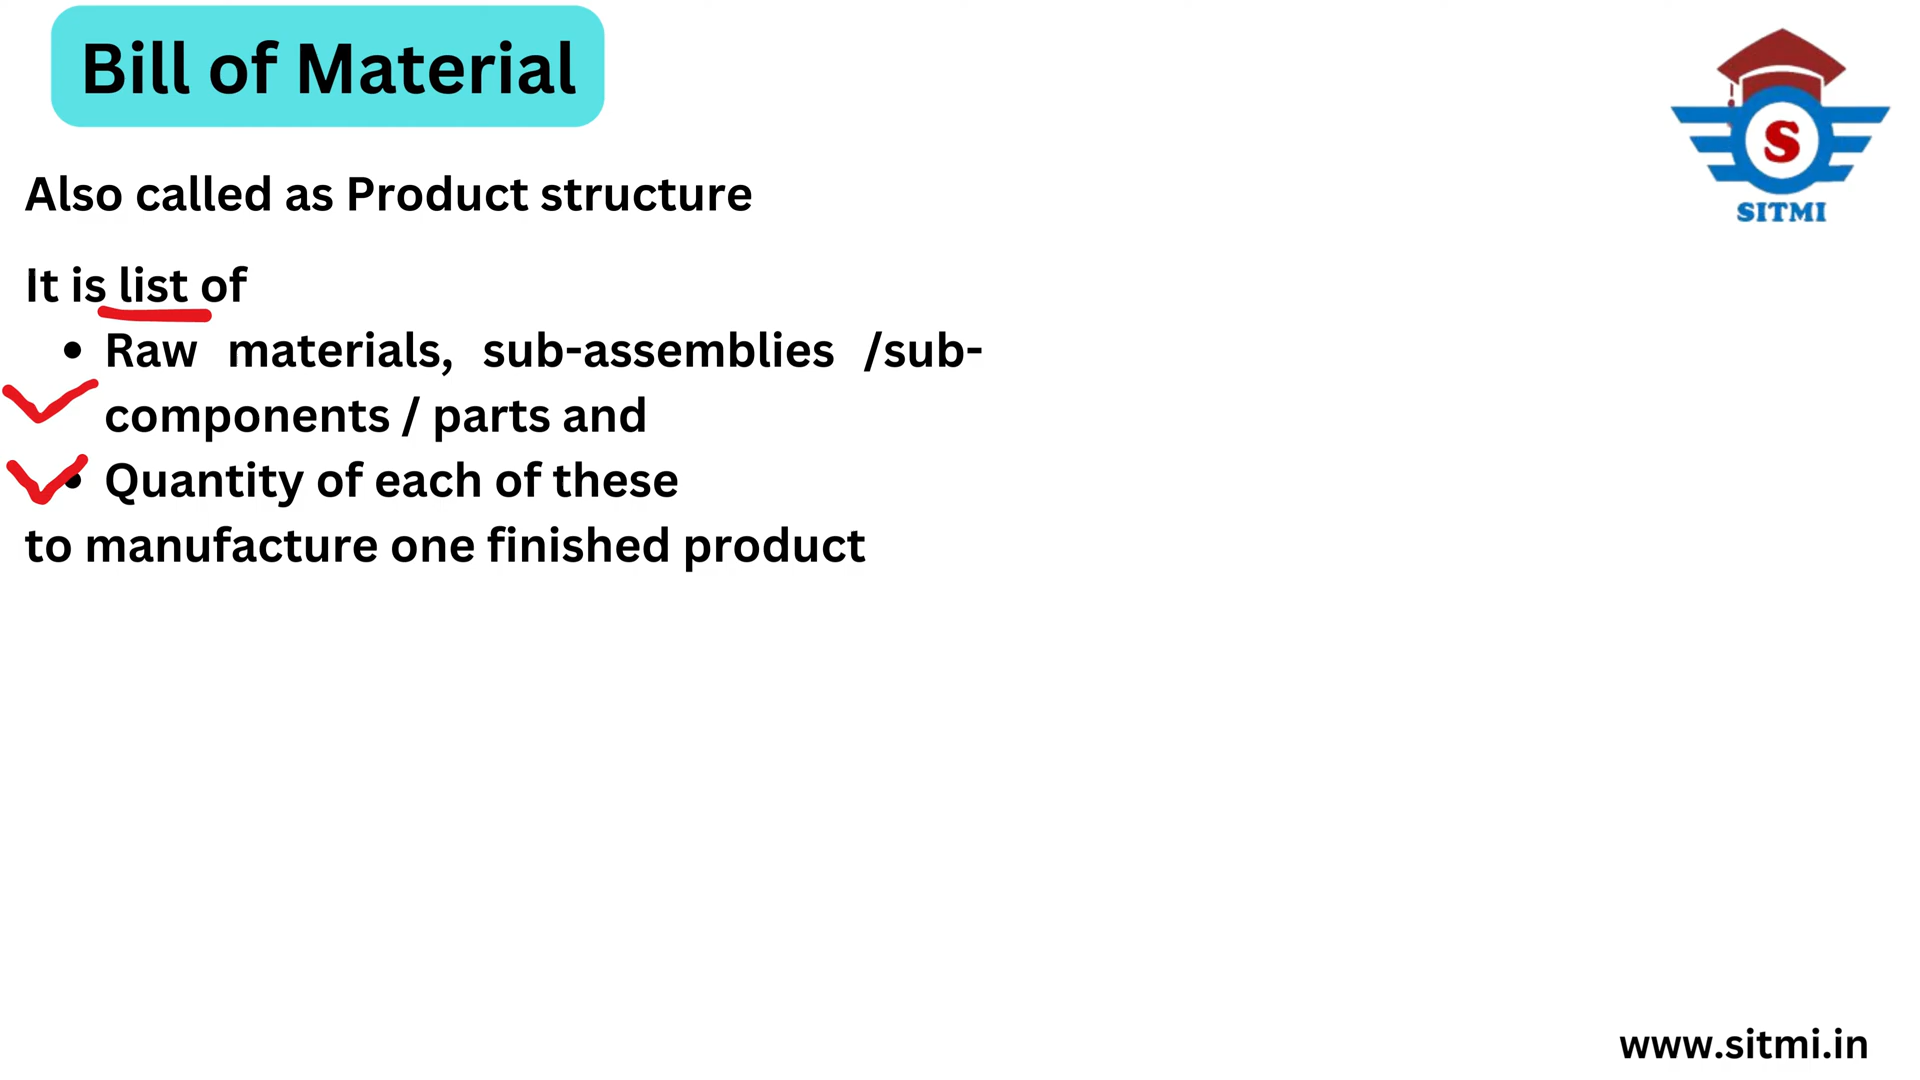 Bill of Material
S
SITMI
Also called as Product structure
It is list of
• Raw materials, sub-assemblies /sub-
components / parts and
• Quantity of each of these
to manufacture one finished product
www.sitmi.in